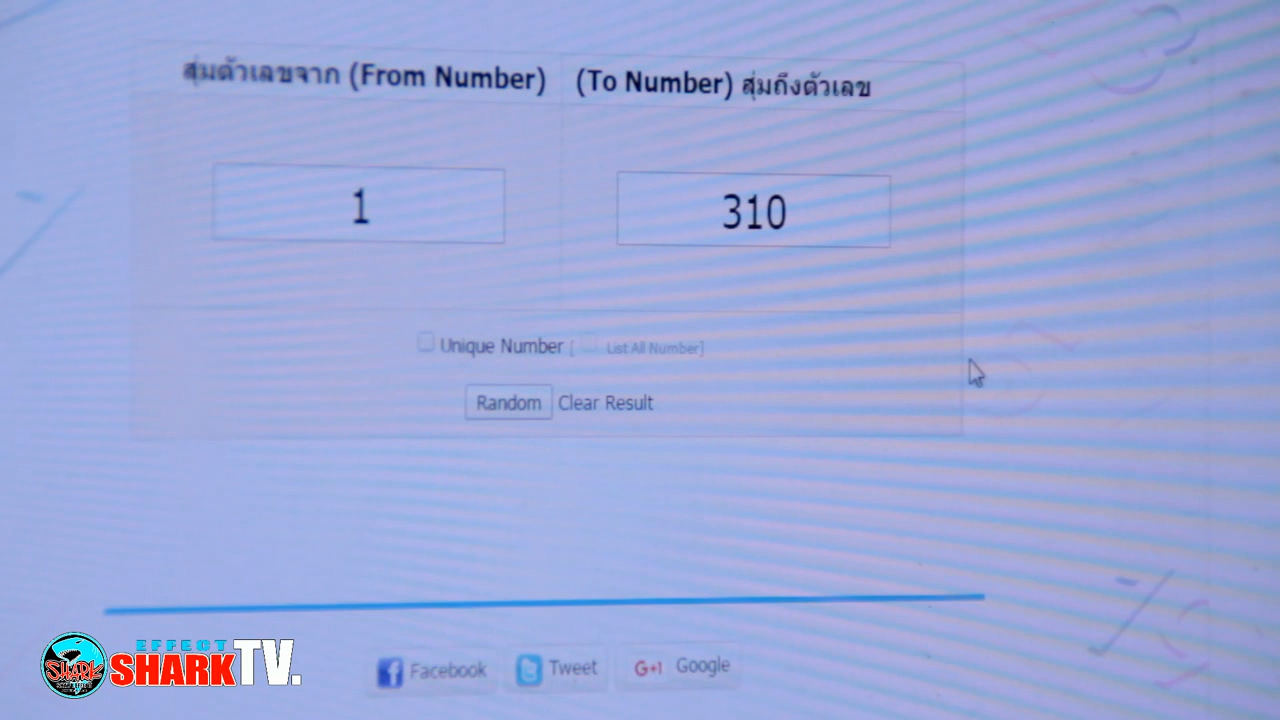 สุ่มตัวเลขจาก (From Number) (To Number) สุ่มถึงตัวเลข
1 310
Unique Number [ List All Number]
Random Clear Result
EFFECT
SHARKTV.
SHARK
Facebook Tweet G+1 Google